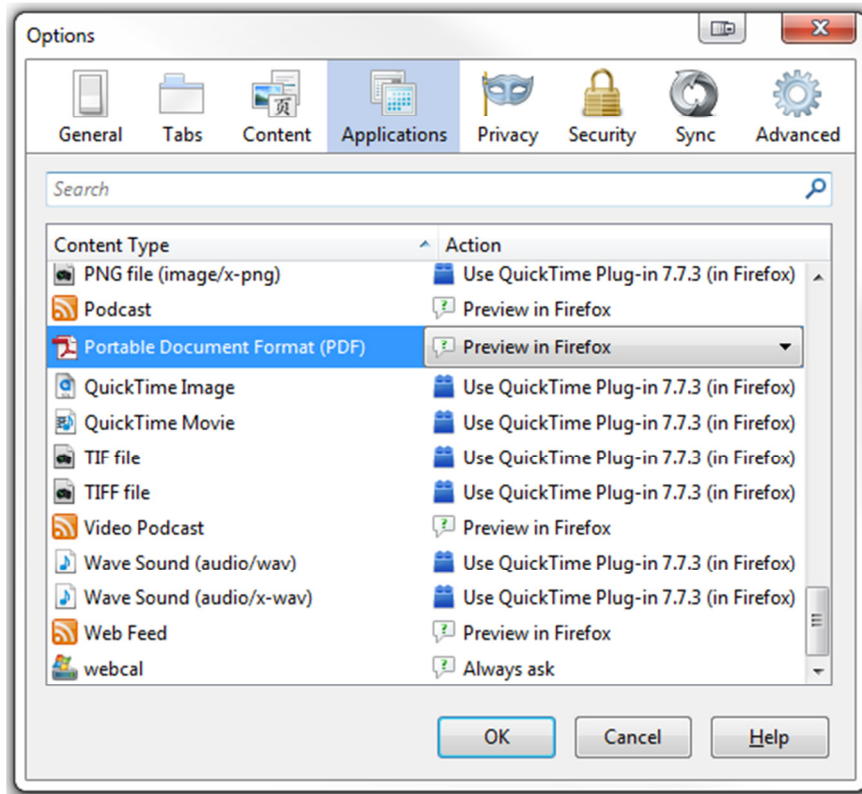 Options
General Tabs Content Applications Privacy Security Sync Advanced
Search
Content Type Action
PNG file (image/x-png) Use QuickTime Plug-in 7.7.3 (in Firefox)
Podcast Preview in Firefox
Portable Document Format (PDF) Preview in Firefox
QuickTime Image Use QuickTime Plug-in 7.7.3 (in Firefox)
QuickTime Movie Use QuickTime Plug-in 7.7.3 (in Firefox)
TIF file Use QuickTime Plug-in 7.7.3 (in Firefox)
TIFF file Use QuickTime Plug-in 7.7.3 (in Firefox)
Video Podcast Preview in Firefox
Wave Sound (audio/wav) Use QuickTime Plug-in 7.7.3 (in Firefox)
Wave Sound (audio/x-wav) Use QuickTime Plug-in 7.7.3 (in Firefox)
Web Feed Preview in Firefox
webcal Always ask
OK Cancel Help